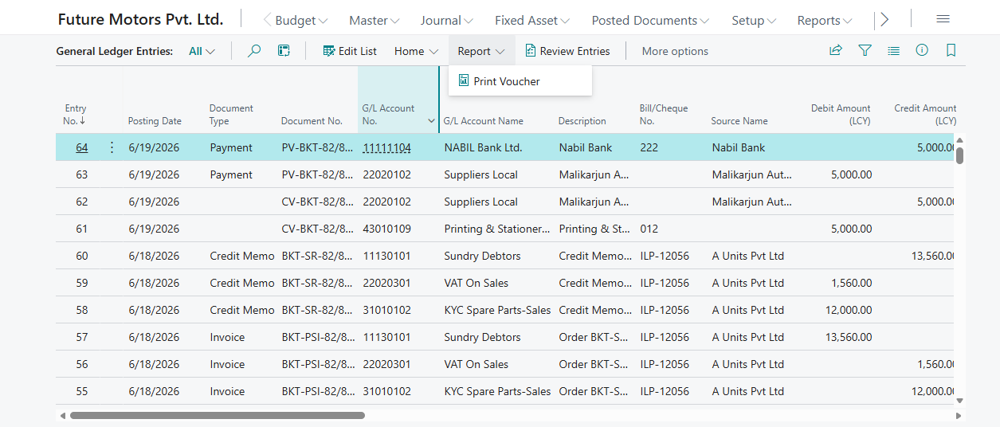 Future Motors Pvt. Ltd. Budget Master Journal Fixed Asset Posted Documents Setup Reports
General Ledger Entries: All Edit List Home Report Review Entries More options
Print Voucher
Entry No. Posting Date Document Type Document No. G/L Account No. G/L Account Name Description Bill/Cheque No. Source Name Debit Amount (LCY) Credit Amount (LCY)
64 6/19/2026 Payment PV-BKT-82/8... 11111104 NABIL Bank Ltd. Nabil Bank 222 Nabil Bank 5,000.00
63 6/19/2026 Payment PV-BKT-82/8... 22020102 Suppliers Local Malikarjun A... Malikarjun Aut... 5,000.00
62 6/19/2026 CV-BKT-82/8... 22020102 Suppliers Local Malikarjun A... Malikarjun Aut... 5,000.00
61 6/19/2026 CV-BKT-82/8... 43010109 Printing & Stationer... Printing & St... 012 5,000.00
60 6/18/2026 Credit Memo BKT-SR-82/8... 11130101 Sundry Debtors Credit Memo... ILP-12056 A Units Pvt Ltd 13,560.00
59 6/18/2026 Credit Memo BKT-SR-82/8... 22020301 VAT On Sales Credit Memo... ILP-12056 A Units Pvt Ltd 1,560.00
58 6/18/2026 Credit Memo BKT-SR-82/8... 31010102 KYC Spare Parts-Sales Credit Memo... ILP-12056 A Units Pvt Ltd 12,000.00
57 6/18/2026 Invoice BKT-PSI-82/8... 11130101 Sundry Debtors Order BKT-S... ILP-12056 A Units Pvt Ltd 13,560.00
56 6/18/2026 Invoice BKT-PSI-82/8... 22020301 VAT On Sales Order BKT-S... ILP-12056 A Units Pvt Ltd 1,560.00
55 6/18/2026 Invoice BKT-PSI-82/8... 31010102 KYC Spare Parts-Sales Order BKT-S... ILP-12056 A Units Pvt Ltd 12,000.00